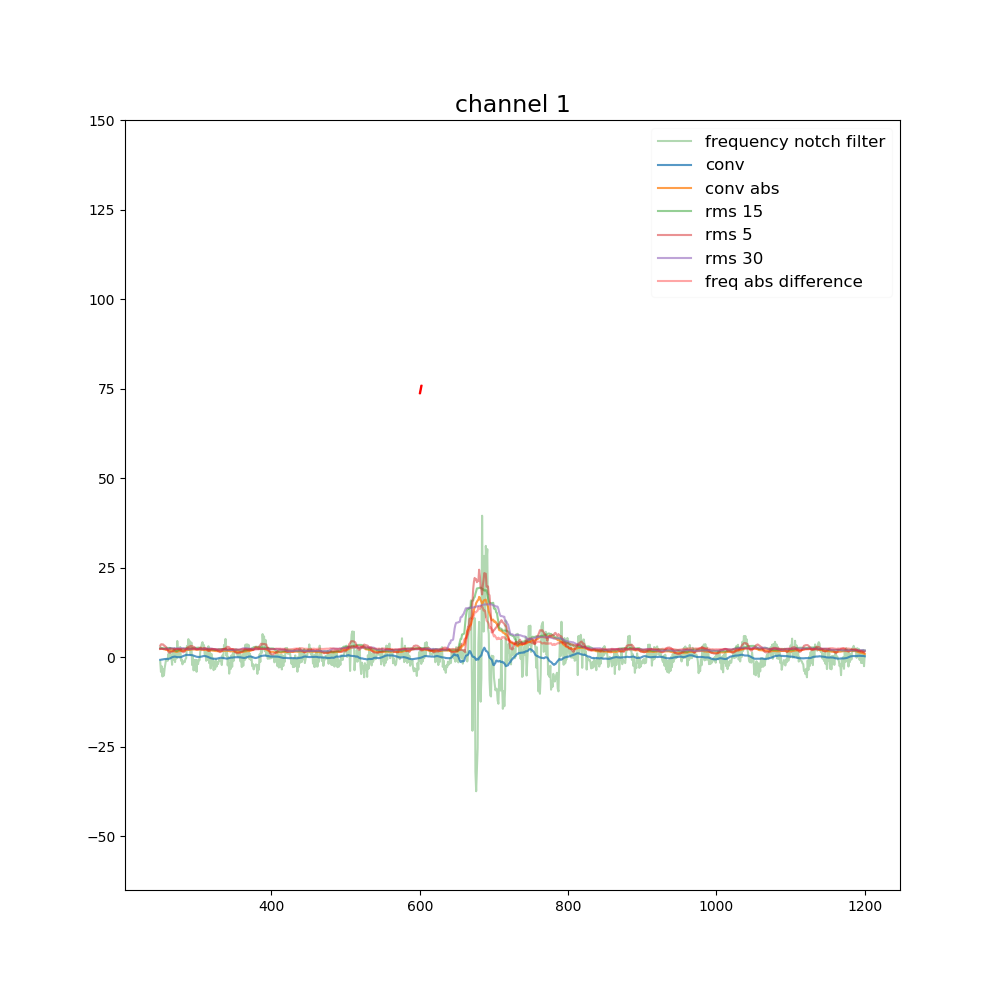 channel 1
150
125
100
75
50
25
0
−25
−50
400 600 800 1000 1200
frequency notch filter
conv
conv abs
rms 15
rms 5
rms 30
freq abs difference